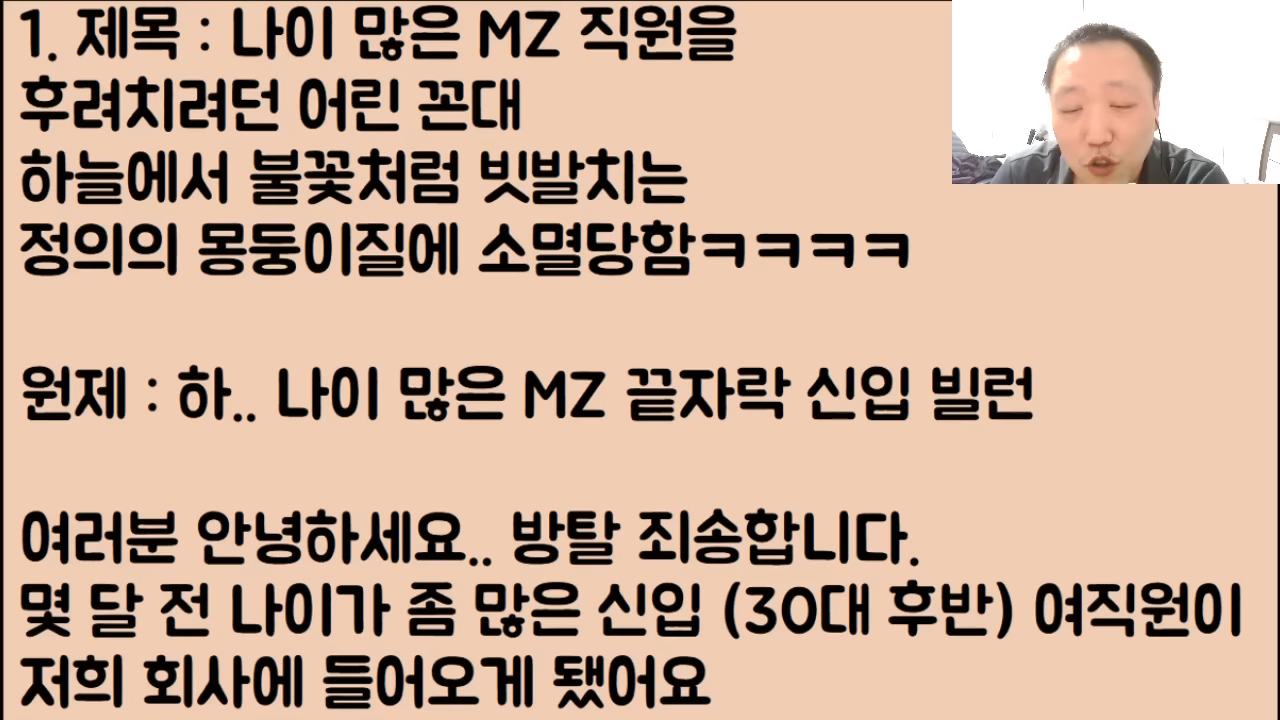 1. 제목 : 나이 많은 MZ 직원을
후려치려던 어린 꼰대
하늘에서 불꽃처럼 빗발치는
정의의 몽둥이질에 소멸당함ㅋㅋㅋㅋ
원제 : 하.. 나이 많은 MZ 끝자락 신입 빌런
여러분 안녕하세요.. 방탈 죄송합니다.
몇 달 전 나이가 좀 많은 신입 (30대 후반) 여직원이
저희 회사에 들어오게 됐어요